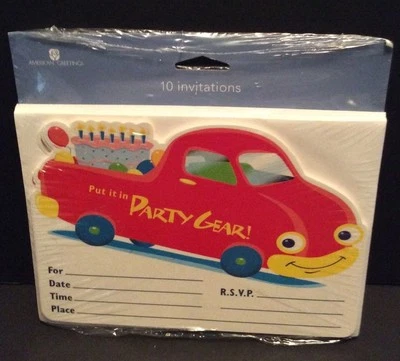 AMERICAN GREETINGS
10 invitations
Put it in
PARTY GEAR!
For
Date
Time
Place
R.S.V.P.